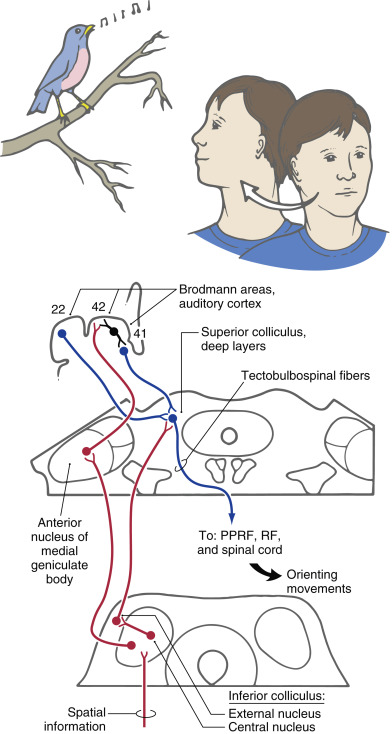 Brodmann areas,
auditory cortex
22
42
41
Superior colliculus,
deep layers
Tectobulbospinal fibers
Anterior
nucleus of
medial
geniculate
body
To: PPRF, RF,
and spinal cord
Orienting
movements
Inferior colliculus:
External nucleus
Central nucleus
Spatial
information